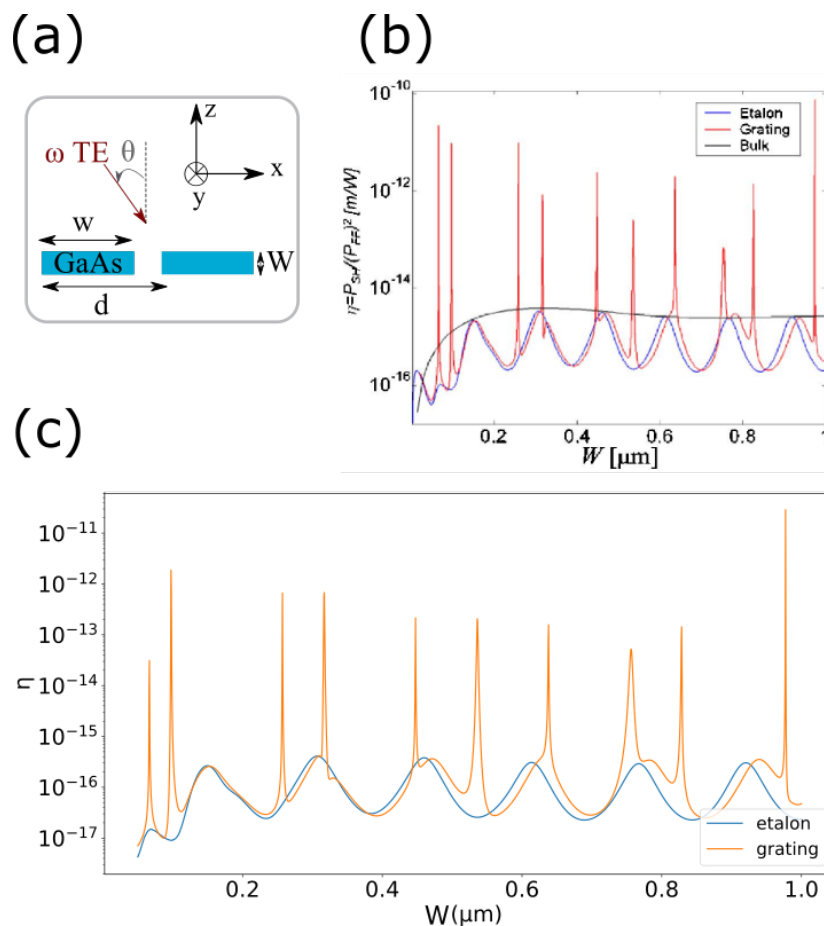 (a)
z
ω TE
θ
x
y
w
GaAs
W
d
(b)
η=P_SH/(P_FF)² [m/W]
10⁻¹⁰
10⁻¹²
10⁻¹⁴
10⁻¹⁶
Etalon
Grating
Bulk
0.2
0.4
0.6
0.8
1
W [μm]
(c)
η
10⁻¹¹
10⁻¹²
10⁻¹³
10⁻¹⁴
10⁻¹⁵
10⁻¹⁶
10⁻¹⁷
etalon
grating
0.2
0.4
0.6
0.8
1.0
W(μm)